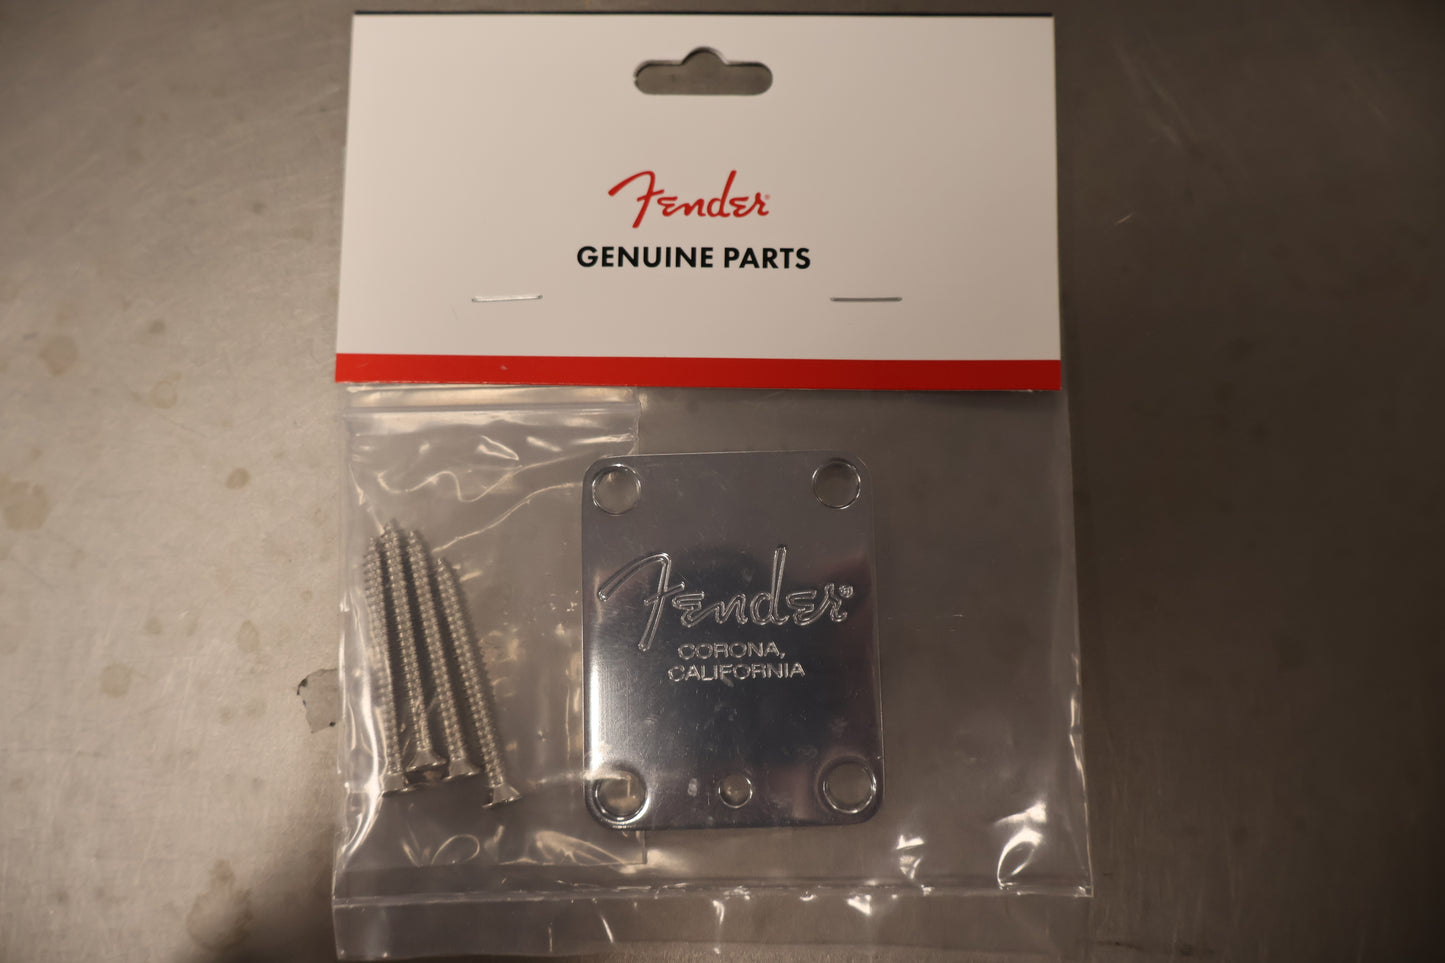 Fender®
GENUINE PARTS
Fender®
CORONA,
CALIFORNIA